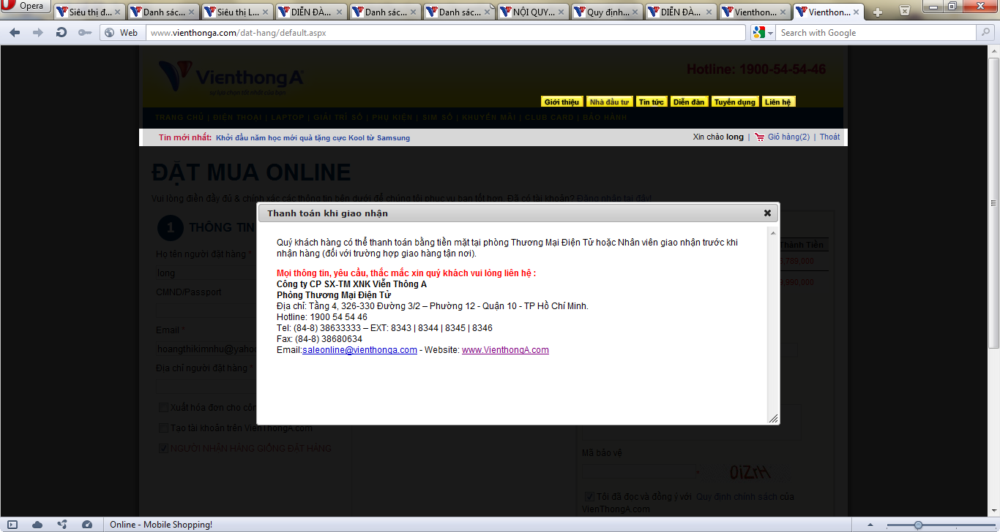 Opera
Siêu thị đ... Danh sác... Siêu thị L... DIỄN ĐÀ... Danh sác... Danh sác... NỘI QUY... Quy định... DIỄN ĐÀ... Vienthon... Vienthon...
Web www.vienthonga.com/dat-hang/default.aspx Search with Google
VienthongA
Hotline: 1900-54-54-46
sự lựa chọn tốt nhất của bạn
Giới thiệu Nhà đầu tư Tin tức Diễn đàn Tuyển dụng Liên hệ
TRANG CHỦ | ĐIỆN THOẠI | LAPTOP | GIẢI TRÍ SỐ | PHỤ KIỆN | SIM SỐ | KHUYẾN MÃI | CLUB CARD | BẢO HÀNH
Tin mới nhất: Khởi đầu năm học mới quà tặng cực Kool từ Samsung
Xin chào long | Giỏ hàng(2) | Thoát
ĐẶT MUA ONLINE
Vui lòng điền đầy đủ & chính xác các thông tin bên dưới để chúng tôi phục vụ bạn tốt hơn. Đã có tài khoản? Đăng nhập tại đây!
1 THÔNG TIN
Họ tên người đặt hàng *
long
CMND/Passport
Email *
hoangthikimnhu@yahoo
Địa chỉ người đặt hàng *
Xuất hóa đơn cho côn
Tạo tài khoản trên VienThongA.com
NGƯỜI NHẬN HÀNG GIỐNG ĐẶT HÀNG
Thanh toán khi giao nhận
Quý khách hàng có thể thanh toán bằng tiền mặt tại phòng Thương Mại Điện Tử hoặc Nhân viên giao nhận trước khi
nhận hàng (đối với trường hợp giao hàng tận nơi).
Mọi thông tin, yêu cầu, thắc mắc xin quý khách vui lòng liên hệ :
Công ty CP SX-TM XNK Viễn Thông A
Phòng Thương Mại Điện Tử
Địa chỉ: Tầng 4, 326-330 Đường 3/2 – Phường 12 - Quận 10 - TP Hồ Chí Minh.
Hotline: 1900 54 54 46
Tel: (84-8) 38633333 – EXT: 8343 | 8344 | 8345 | 8346
Fax: (84-8) 38680634
Email:saleonline@vienthonga.com - Website: www.VienthongA.com
Thành Tiền
,789,000
,990,000
Mã bảo vệ
0iZrH
Tôi đã đọc và đồng ý với Quy định chính sách của
VienThongA.com
Online - Mobile Shopping!